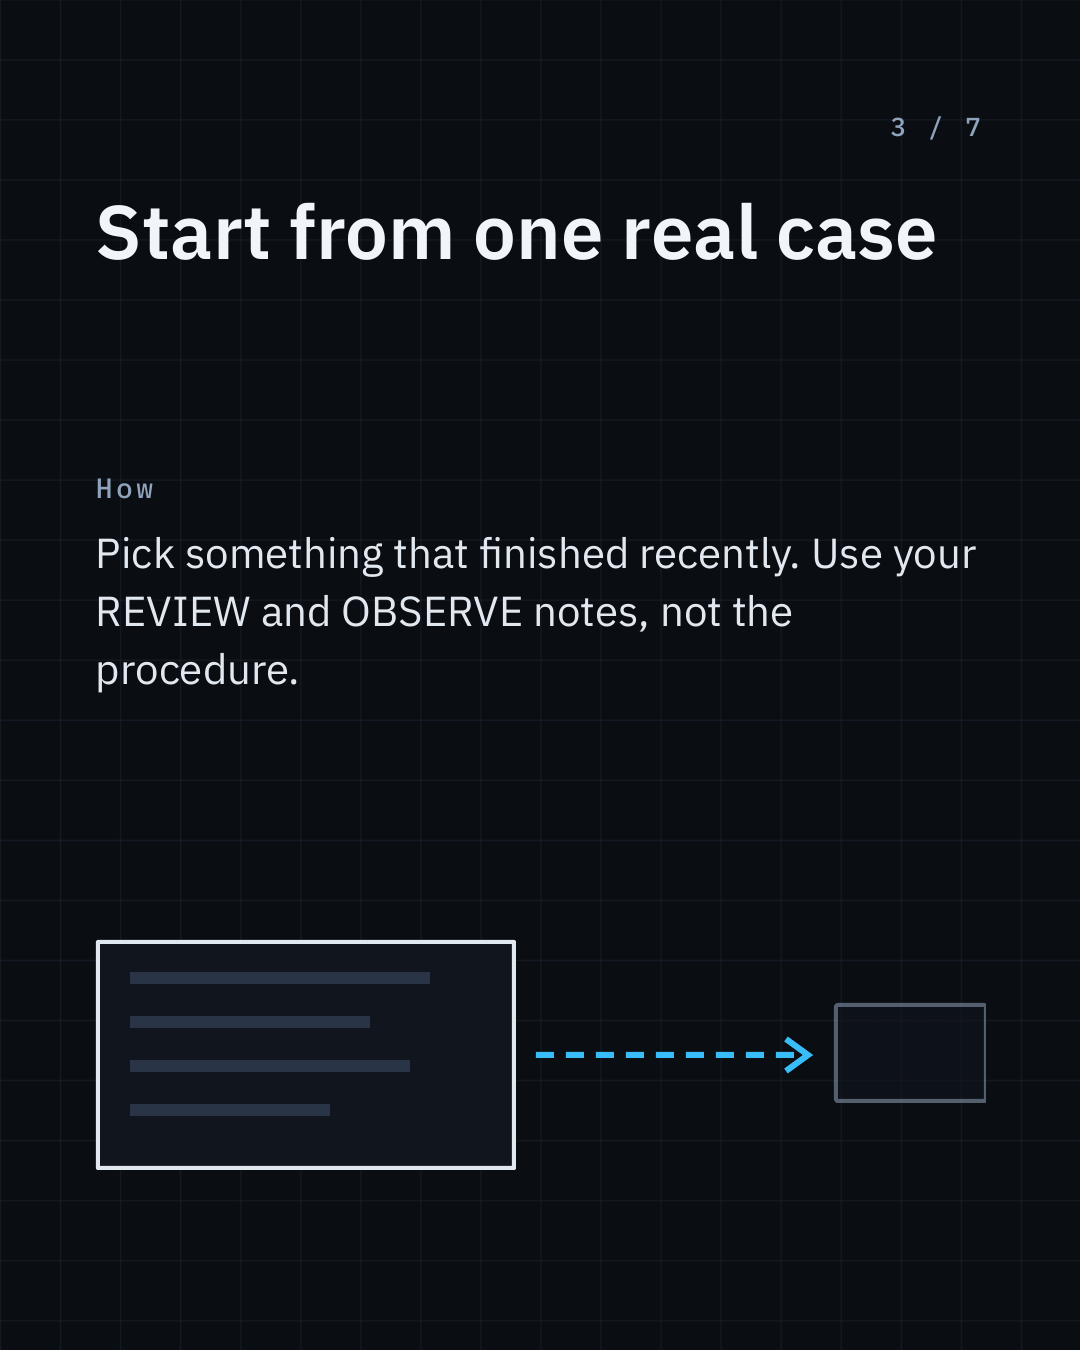 3 / 7
Start from one real case
How
Pick something that finished recently. Use your
REVIEW and OBSERVE notes, not the
procedure.